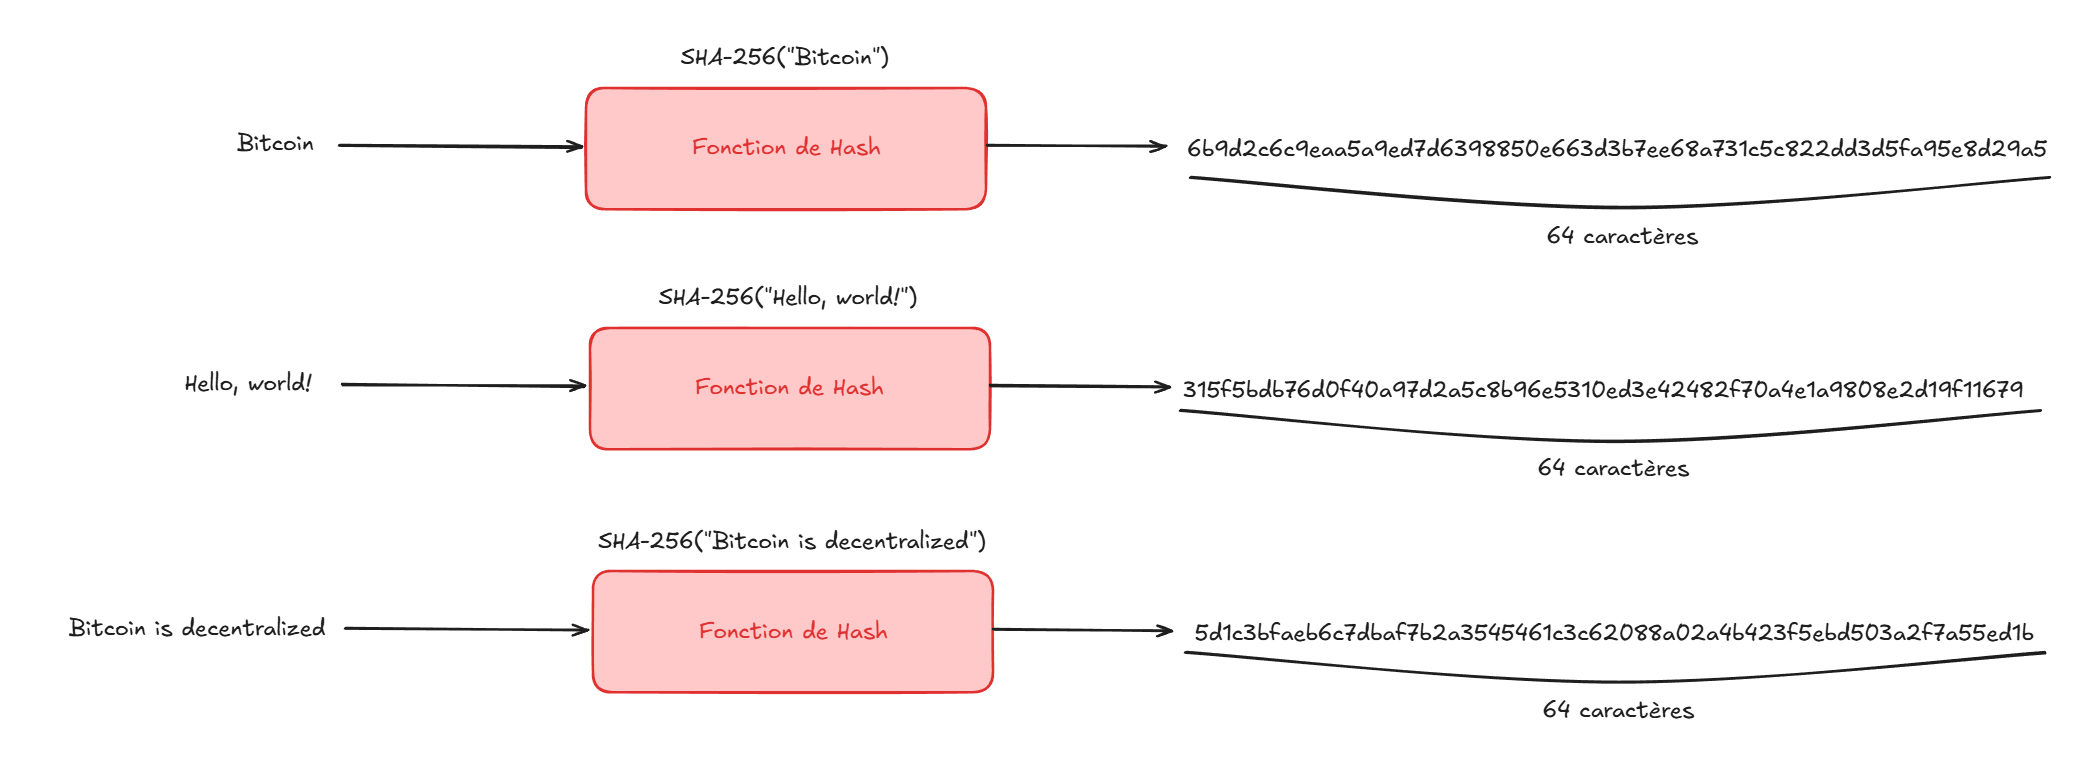 SHA-256("Bitcoin")
Bitcoin
Fonction de Hash
6b9d2c6c9eaa5a9ed7d6398850e663d3b7ee68a731c5c822dd3d5fa95e8d29a5
64 caractères
SHA-256("Hello, world!")
Hello, world!
Fonction de Hash
315f5bdb76d0f40a97d2a5c8b96e5310ed3e42482f70a4e1a9808e2d19f11679
64 caractères
SHA-256("Bitcoin is decentralized")
Bitcoin is decentralized
Fonction de Hash
5d1c3bfaeb6c7dbaf7b2a3545461c3c62088a02a4b423f5ebd503a2f7a55ed1b
64 caractères